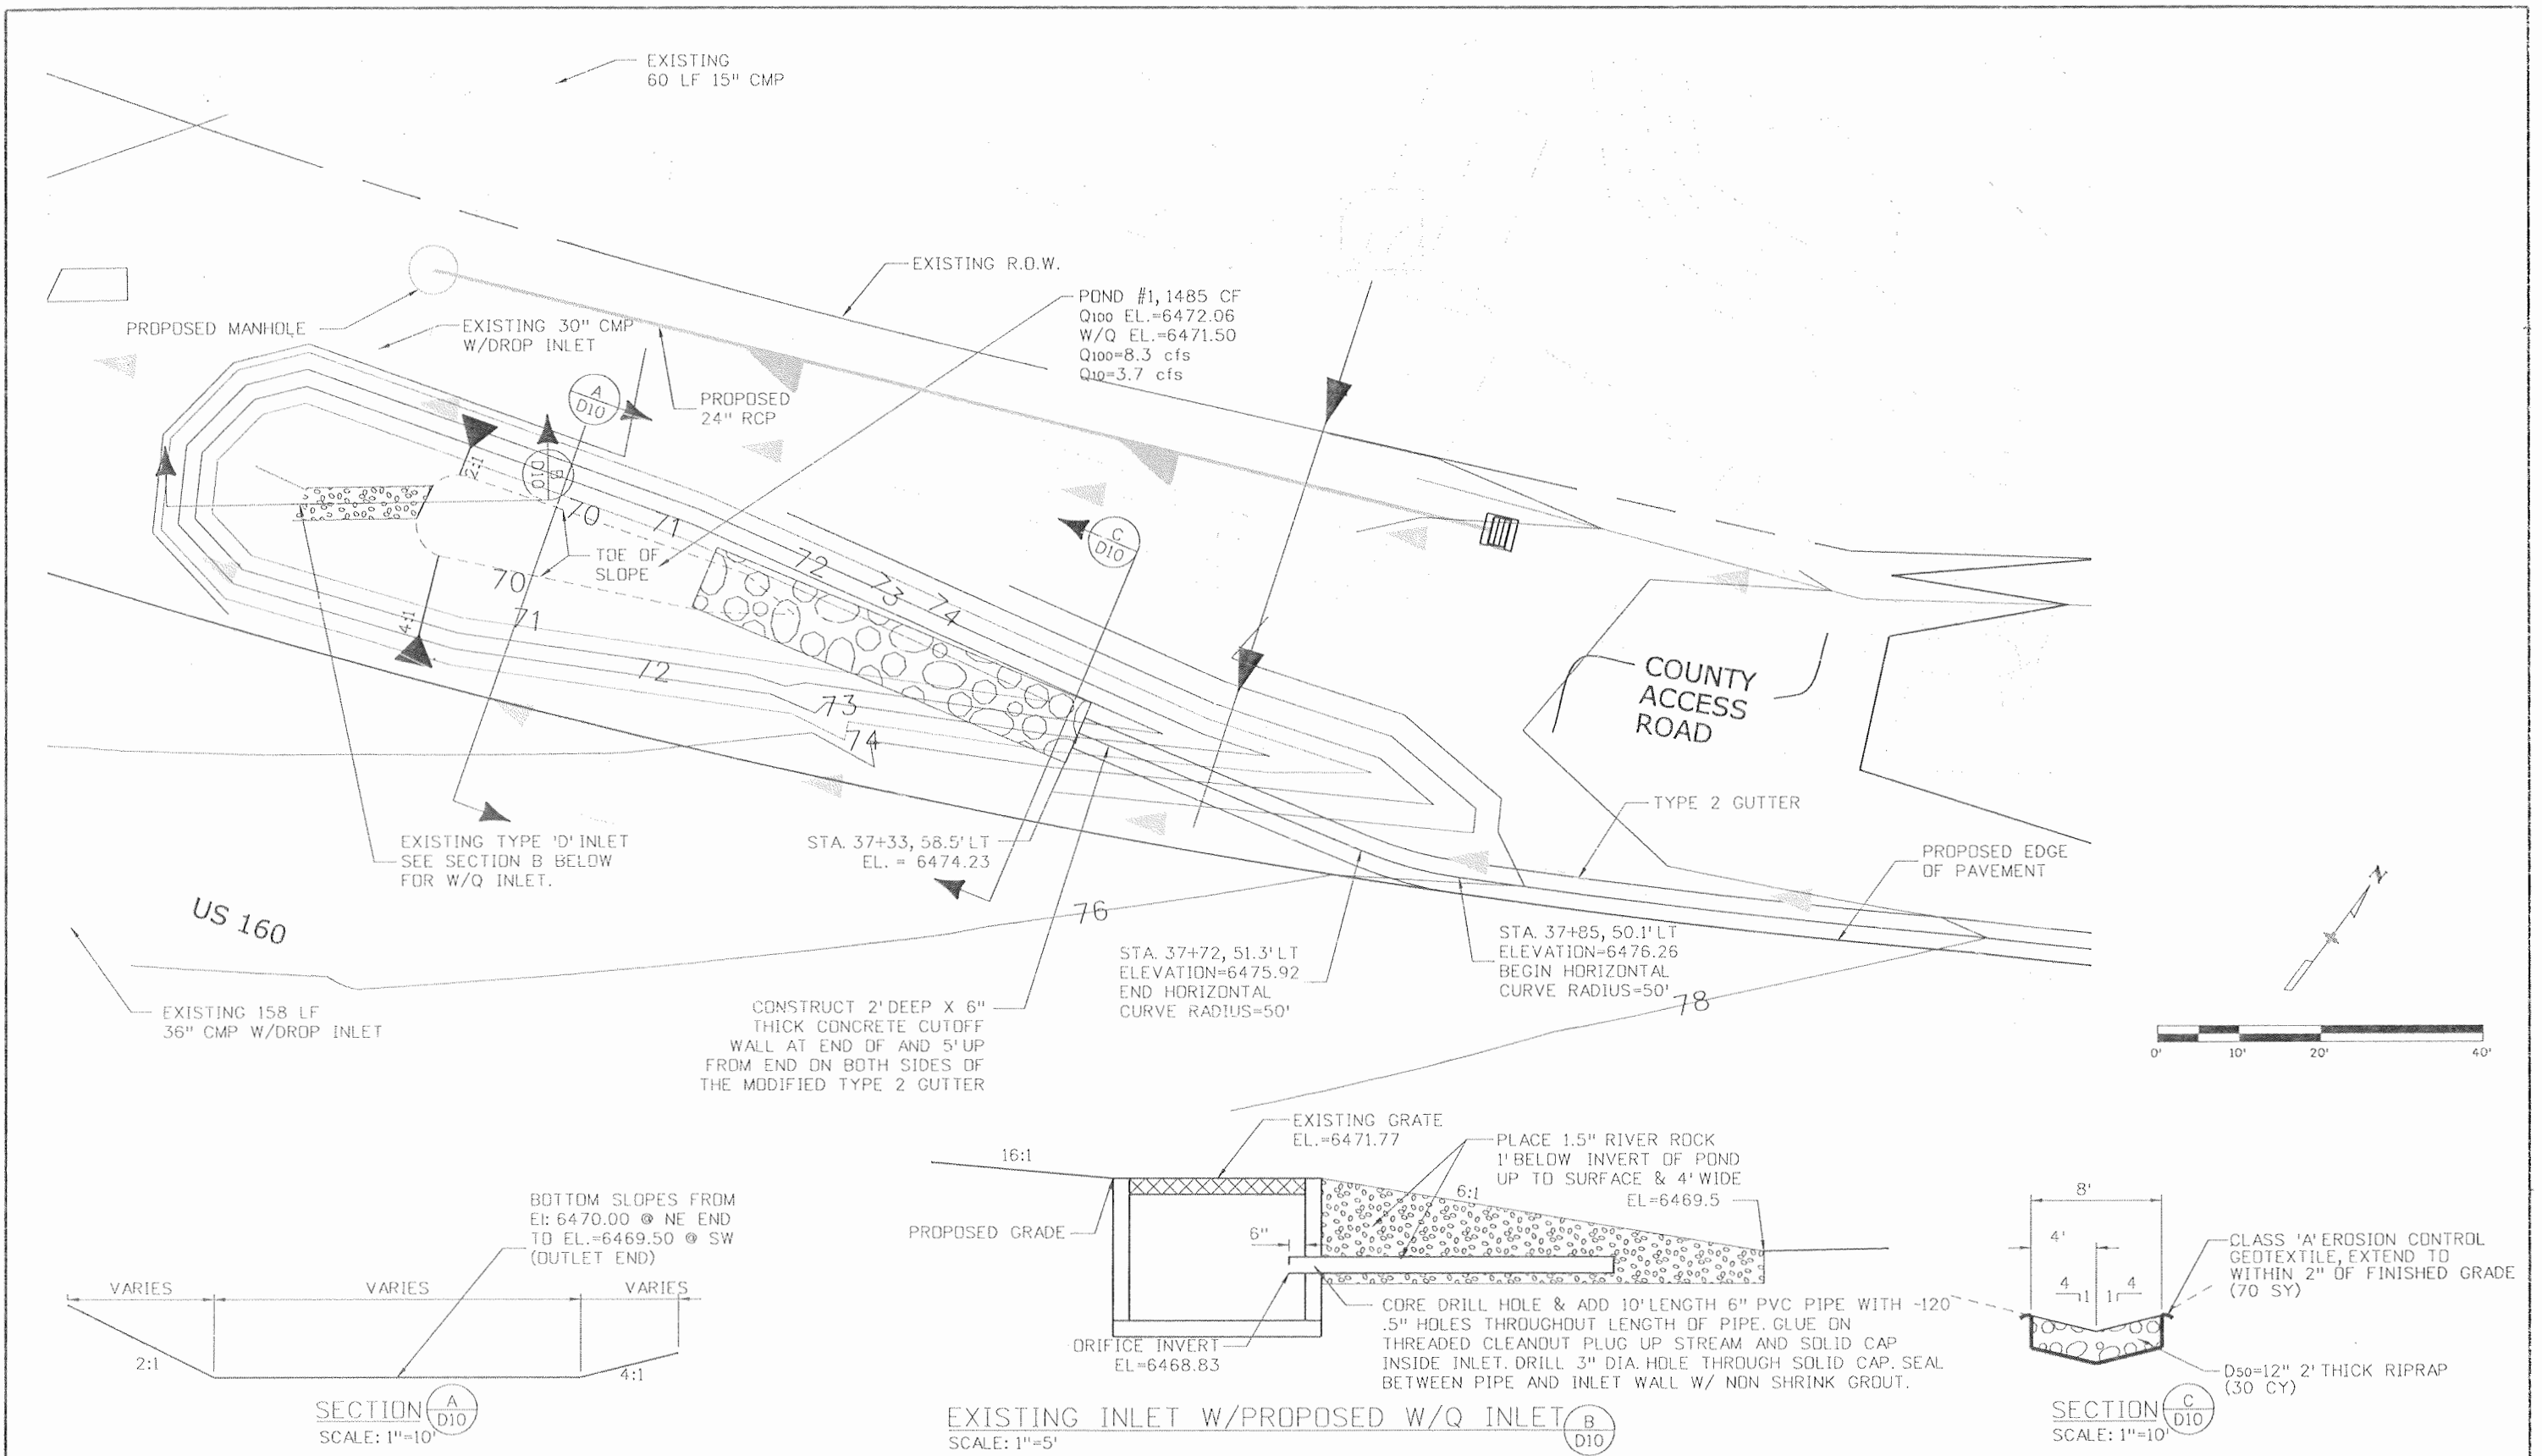 EXISTING
60 LF 15" CMP
EXISTING R.O.W.
POND #1, 1485 CF
Q100 EL.=6472.06
W/Q EL.=6471.50
Q100=8.3 cfs
Q10=3.7 cfs
PROPOSED MANHOLE
EXISTING 30" CMP
W/DROP INLET
PROPOSED
24" RCP
A
D10
B
D10
C
D10
2:1
4:1
70
71
72
73
74
TOE OF
SLOPE
70
71
72
73
74
COUNTY
ACCESS
ROAD
TYPE 2 GUTTER
PROPOSED EDGE
OF PAVEMENT
EXISTING TYPE 'D' INLET
SEE SECTION B BELOW
FOR W/Q INLET.
STA. 37+33, 58.5' LT
EL. = 6474.23
US 160
76
78
STA. 37+72, 51.3' LT
ELEVATION=6475.92
END HORIZONTAL
CURVE RADIUS=50'
STA. 37+85, 50.1' LT
ELEVATION=6476.26
BEGIN HORIZONTAL
CURVE RADIUS=50'
N
EXISTING 158 LF
36" CMP W/DROP INLET
CONSTRUCT 2' DEEP X 6"
THICK CONCRETE CUTOFF
WALL AT END OF AND 5' UP
FROM END ON BOTH SIDES OF
THE MODIFIED TYPE 2 GUTTER
0' 10' 20' 40'
BOTTOM SLOPES FROM
El: 6470.00 @ NE END
TO EL.=6469.50 @ SW
(OUTLET END)
VARIES VARIES VARIES
2:1
4:1
SECTION A
D10
SCALE: 1"=10'
16:1
EXISTING GRATE
EL.=6471.77
PLACE 1.5" RIVER ROCK
1' BELOW INVERT OF POND
UP TO SURFACE & 4' WIDE
EL=6469.5
6:1
PROPOSED GRADE
6"
ORIFICE INVERT
EL=6468.83
CORE DRILL HOLE & ADD 10' LENGTH 6" PVC PIPE WITH ~120
.5" HOLES THROUGHOUT LENGTH OF PIPE. GLUE ON
THREADED CLEANOUT PLUG UP STREAM AND SOLID CAP
INSIDE INLET. DRILL 3" DIA. HOLE THROUGH SOLID CAP. SEAL
BETWEEN PIPE AND INLET WALL W/ NON SHRINK GROUT.
EXISTING INLET W/PROPOSED W/Q INLET B
D10
SCALE: 1"=5'
8'
4'
4 4
1 1
CLASS 'A' EROSION CONTROL
GEOTEXTILE, EXTEND TO
WITHIN 2" OF FINISHED GRADE
(70 SY)
D50=12" 2' THICK RIPRAP
(30 CY)
SECTION C
D10
SCALE: 1"=10'